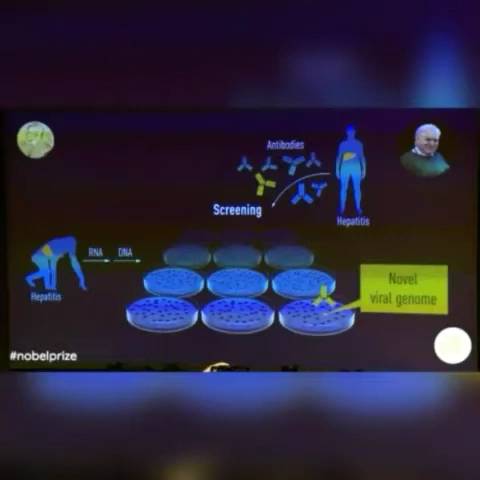 Antibodies
Screening
Hepatitis
RNA
DNA
Hepatitis
Novel
viral genome
#nobelprize